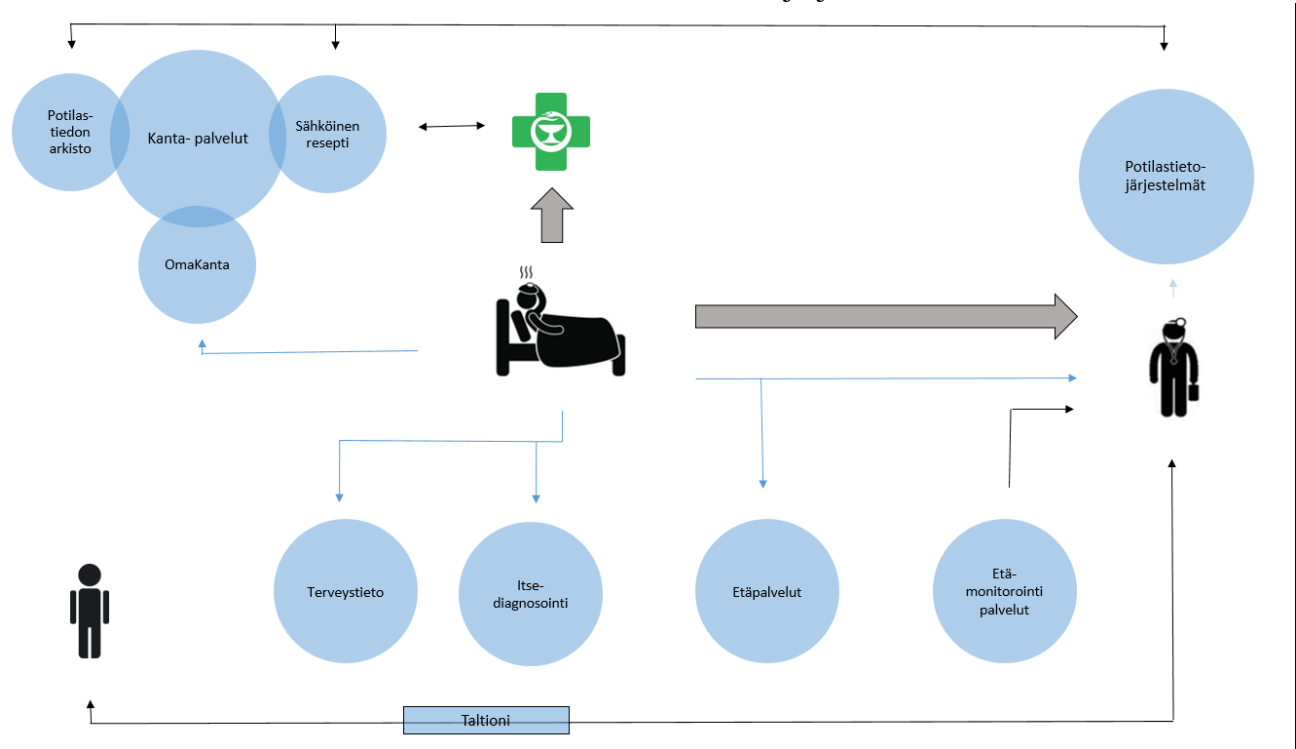 Potilas-
tiedon
arkisto
Kanta- palvelut
Sähköinen
resepti
OmaKanta
Potilastieto-
järjestelmät
Terveystieto
Itse-
diagnosointi
Etäpalvelut
Etä-
monitorointi
palvelut
Taltioni